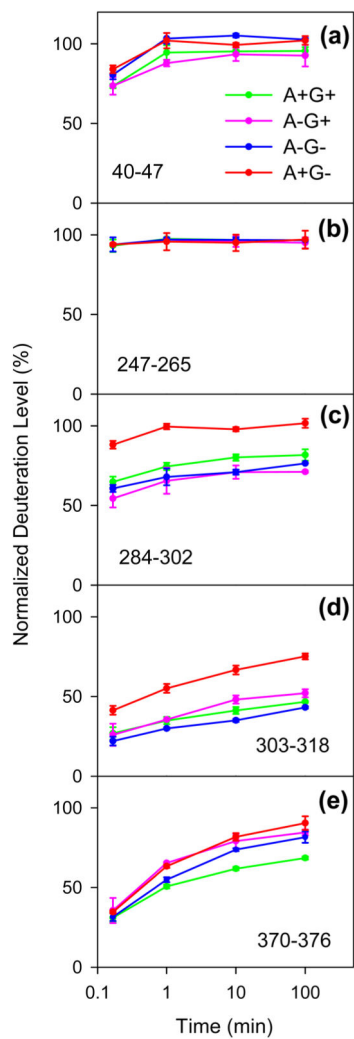 (a)
100
A+G+
A-G+
50
A-G-
A+G-
40-47
0
(b)
100
50
247-265
0
(c)
100
50
284-302
0
(d)
100
50
303-318
0
(e)
100
50
370-376
0
0.1 1 10 100
Time (min)
Normalized Deuteration Level (%)